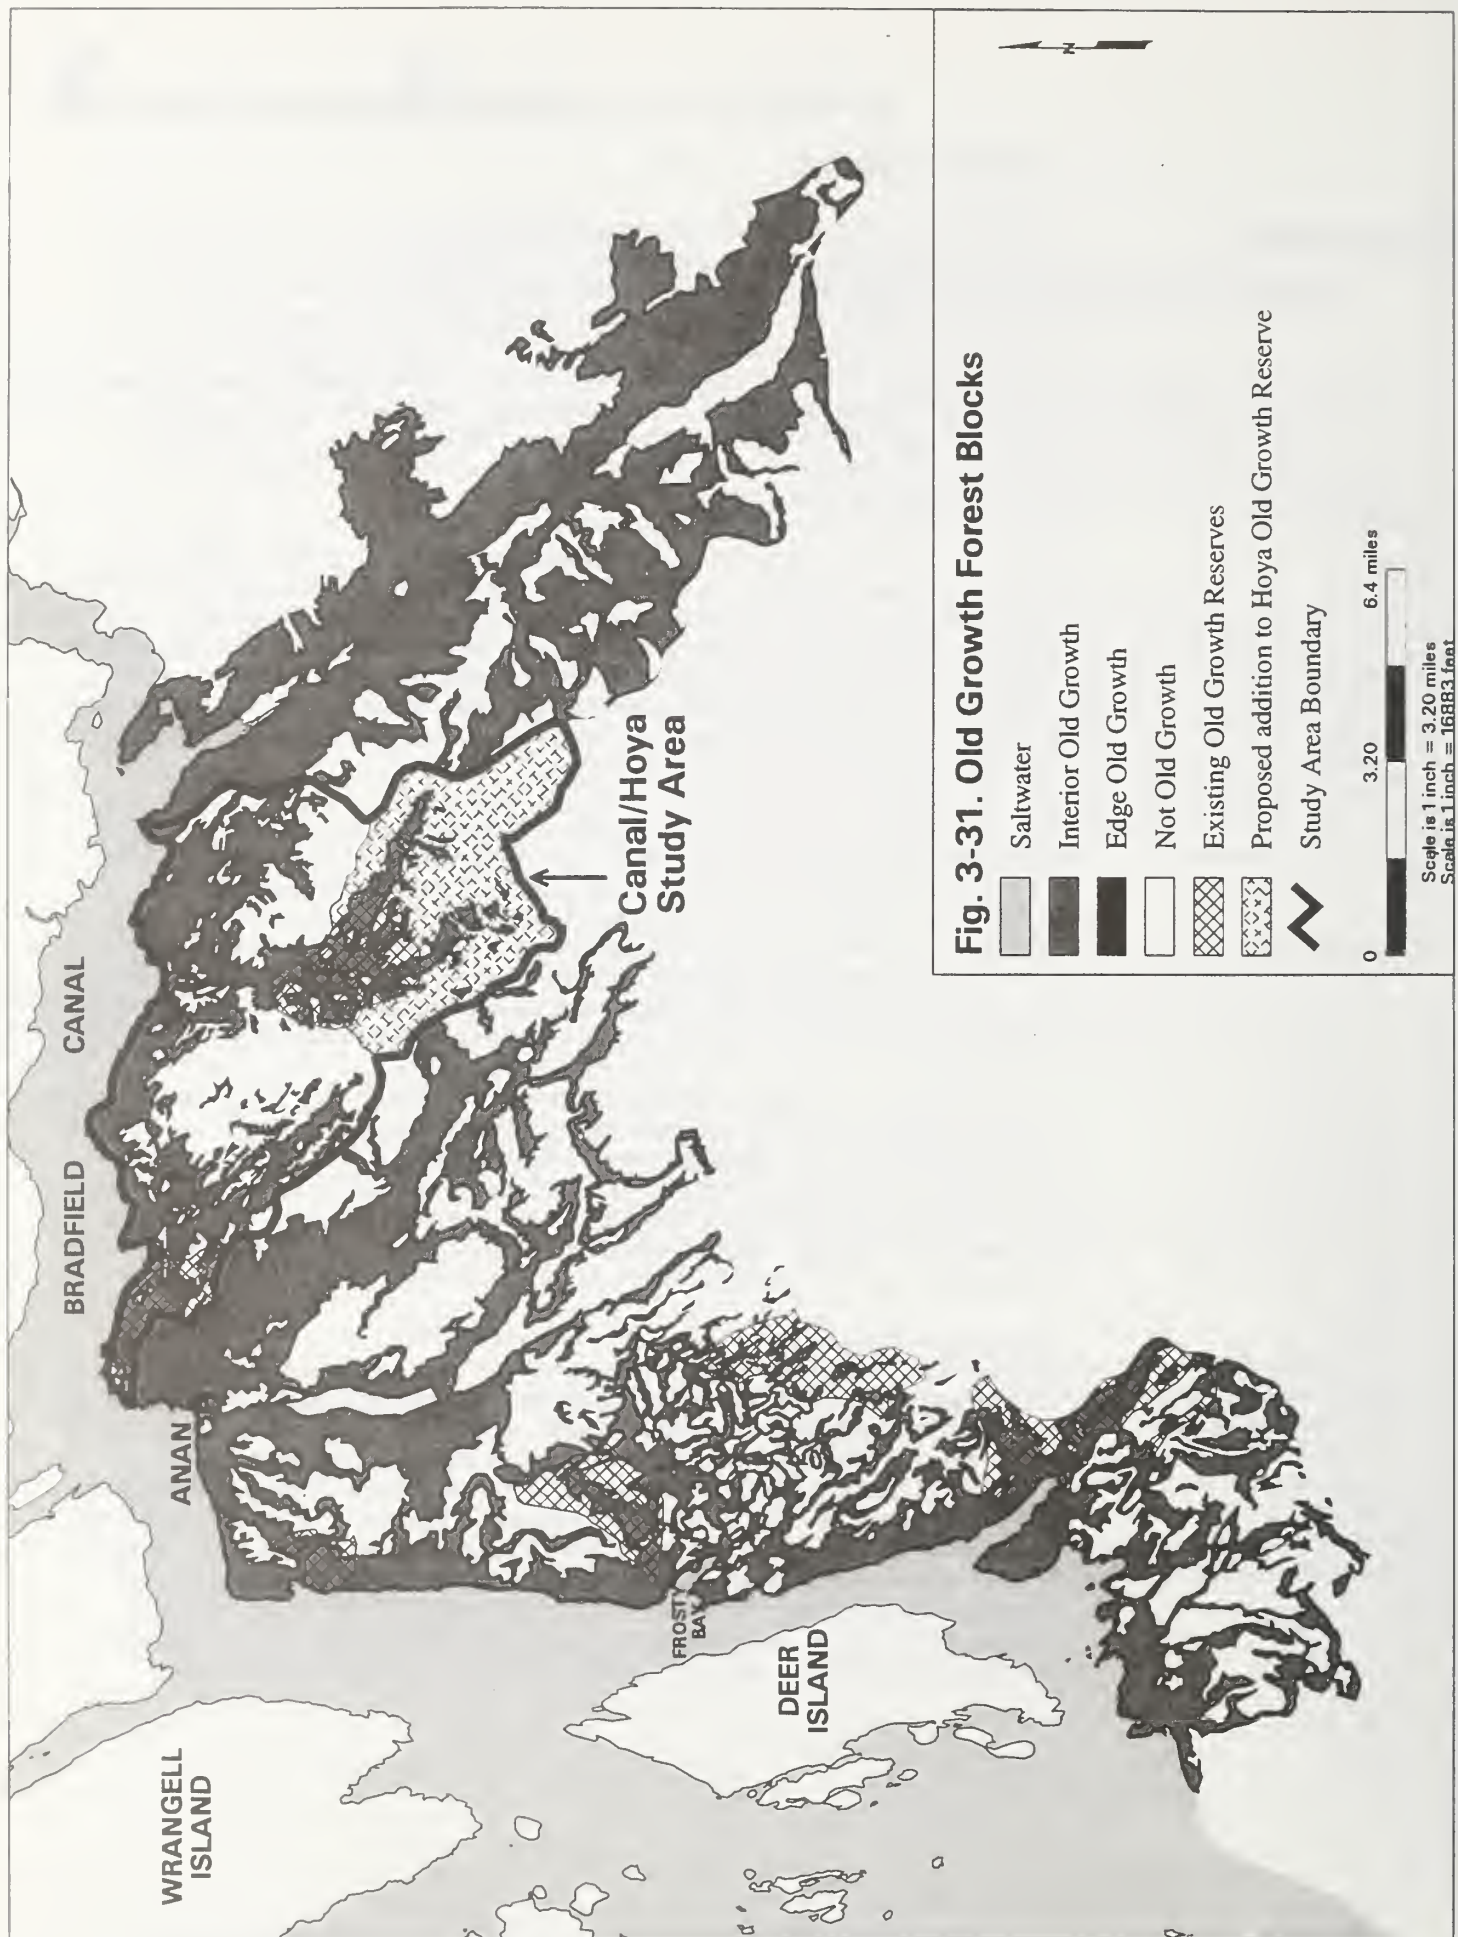 BRADFIELD CANAL
ANAN
WRANGELL
ISLAND
FROSTY
BAY
DEER
ISLAND
Canal/Hoya
Study Area
Fig. 3-31. Old Growth Forest Blocks
Saltwater
Interior Old Growth
Edge Old Growth
Not Old Growth
Existing Old Growth Reserves
Proposed addition to Hoya Old Growth Reserve
Study Area Boundary
N
0 3.20 6.4 miles
Scale is 1 inch = 3.20 miles
Scale is 1 inch = 16883 feet